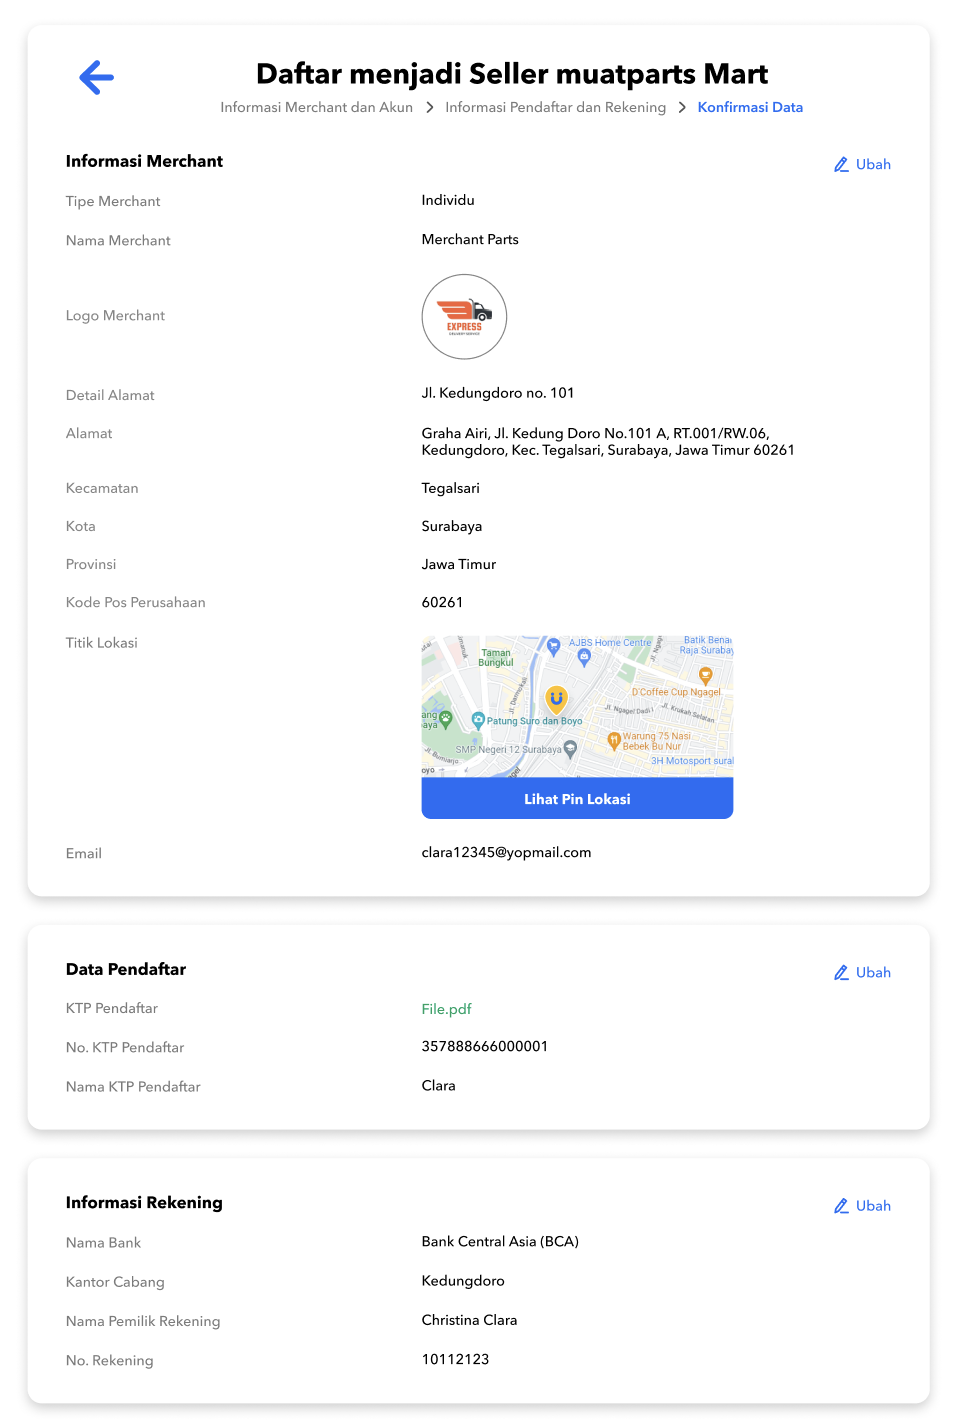 Daftar menjadi Seller muatparts Mart
Informasi Merchant dan Akun > Informasi Pendaftar dan Rekening > Konfirmasi Data
Informasi Merchant
Ubah
Tipe Merchant
Individu
Nama Merchant
Merchant Parts
Logo Merchant
EXPRESS
DELIVERY SERVICE
Detail Alamat
Jl. Kedungdoro no. 101
Alamat
Graha Airi, Jl. Kedung Doro No.101 A, RT.001/RW.06,
Kedungdoro, Kec. Tegalsari, Surabaya, Jawa Timur 60261
Kecamatan
Tegalsari
Kota
Surabaya
Provinsi
Jawa Timur
Kode Pos Perusahaan
60261
Titik Lokasi
AJBS Home Centre
Batik Benar
Raja Surabay
Taman
Bungkul
Jl. Darmokali
D'Coffee Cup Ngagel
Jl. Ngagel Dadi I
Jl. Krukah Selatan
Patung Suro dan Boyo
Warung 75 Nasi
Bebek Bu Nur
SMP Negeri 12 Surabaya
3H Motosport sural
Lihat Pin Lokasi
Email
clara12345@yopmail.com
Data Pendaftar
Ubah
KTP Pendaftar
File.pdf
No. KTP Pendaftar
357888666000001
Nama KTP Pendaftar
Clara
Informasi Rekening
Ubah
Nama Bank
Bank Central Asia (BCA)
Kantor Cabang
Kedungdoro
Nama Pemilik Rekening
Christina Clara
No. Rekening
10112123